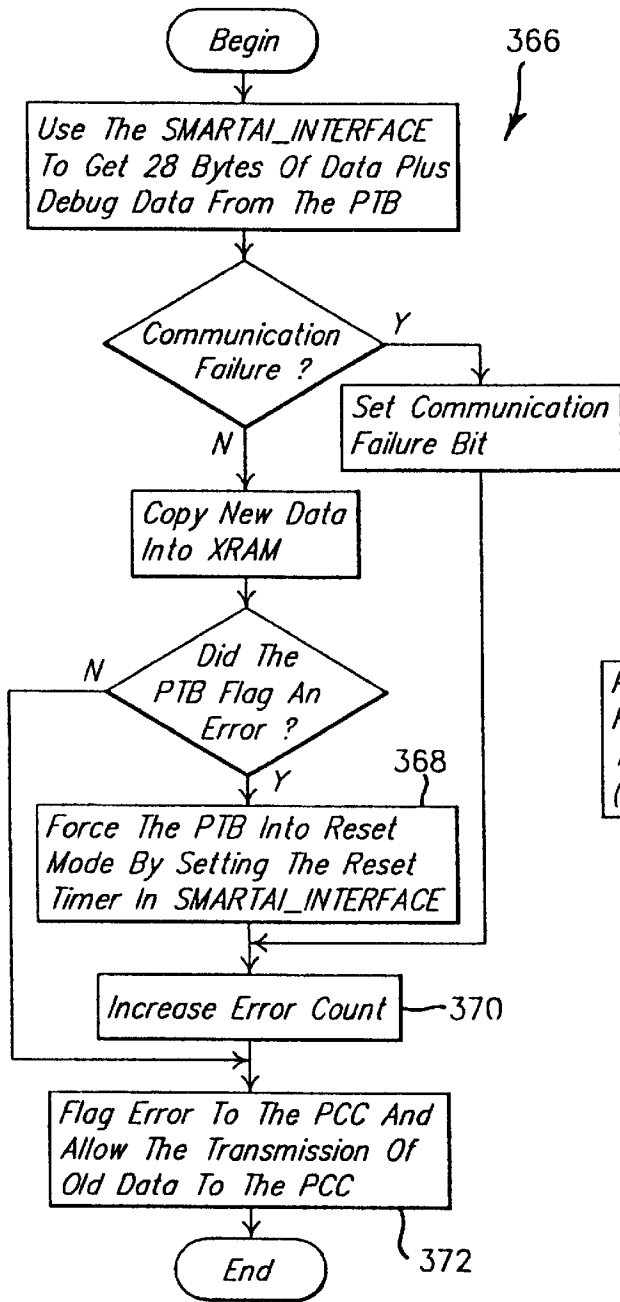 Begin
366
Use The SMARTAI_INTERFACE
To Get 28 Bytes Of Data Plus
Debug Data From The PTB
Communication
Failure ?
Y
N
Set Communication
Failure Bit
Copy New Data
Into XRAM
Did The
PTB Flag An
Error ?
N
Y
368
Force The PTB Into Reset
Mode By Setting The Reset
Timer In SMARTAI_INTERFACE
Increase Error Count
370
Flag Error To The PCC And
Allow The Transmission Of
Old Data To The PCC
372
End